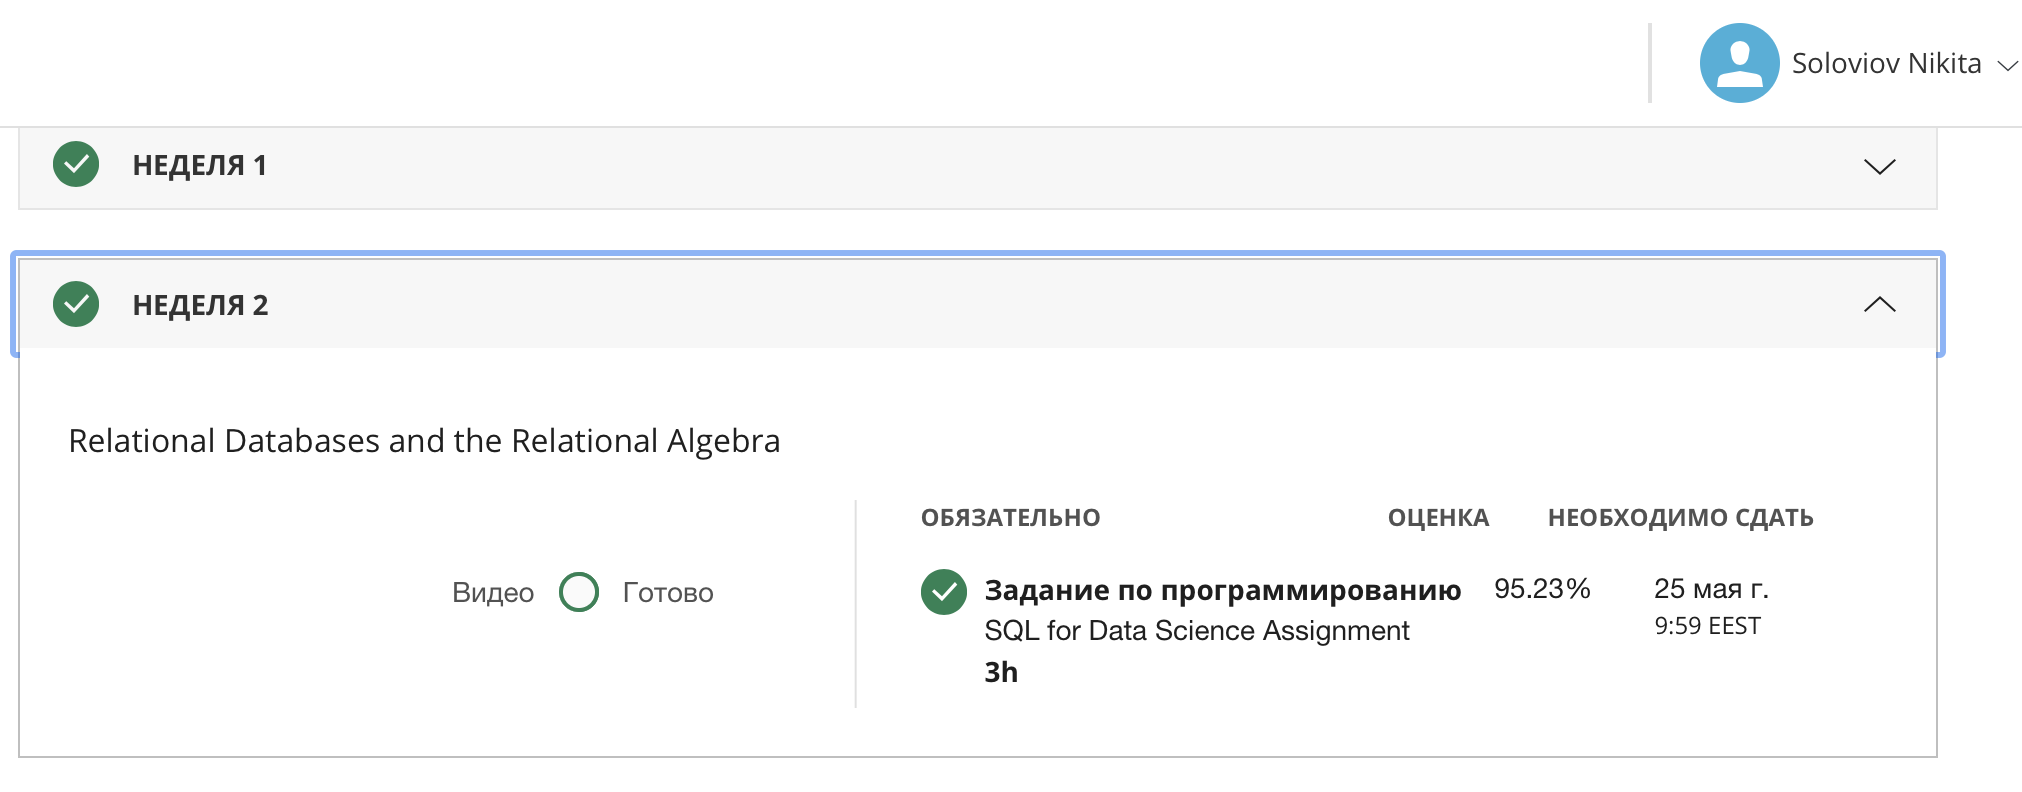 Soloviov Nikita
НЕДЕЛЯ 1
НЕДЕЛЯ 2
Relational Databases and the Relational Algebra
Видео Готово
ОБЯЗАТЕЛЬНО ОЦЕНКА НЕОБХОДИМО СДАТЬ
Задание по программированию 95.23% 25 мая г.
SQL for Data Science Assignment 9:59 EEST
3h